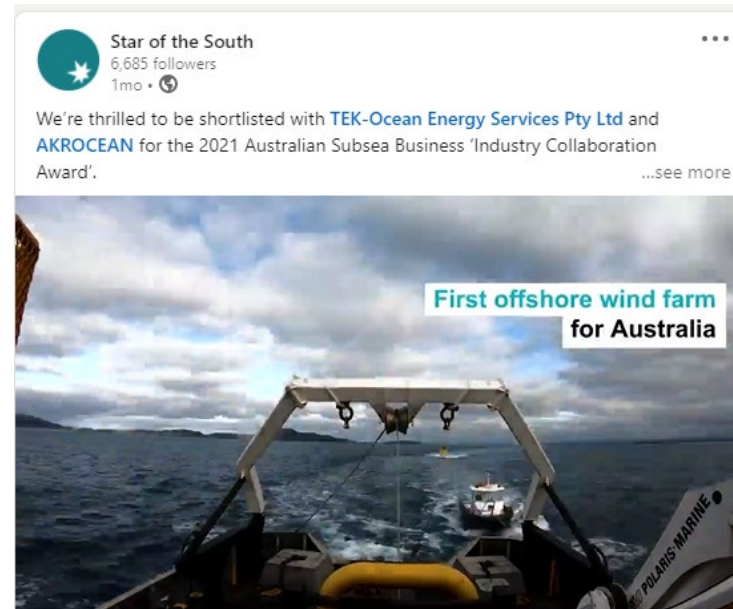 Star of the South
6,685 followers
1mo •
We're thrilled to be shortlisted with TEK-Ocean Energy Services Pty Ltd and
AKROCEAN for the 2021 Australian Subsea Business 'Industry Collaboration
Award'.
...see more
First offshore wind farm
for Australia
POLARIS-MARINE